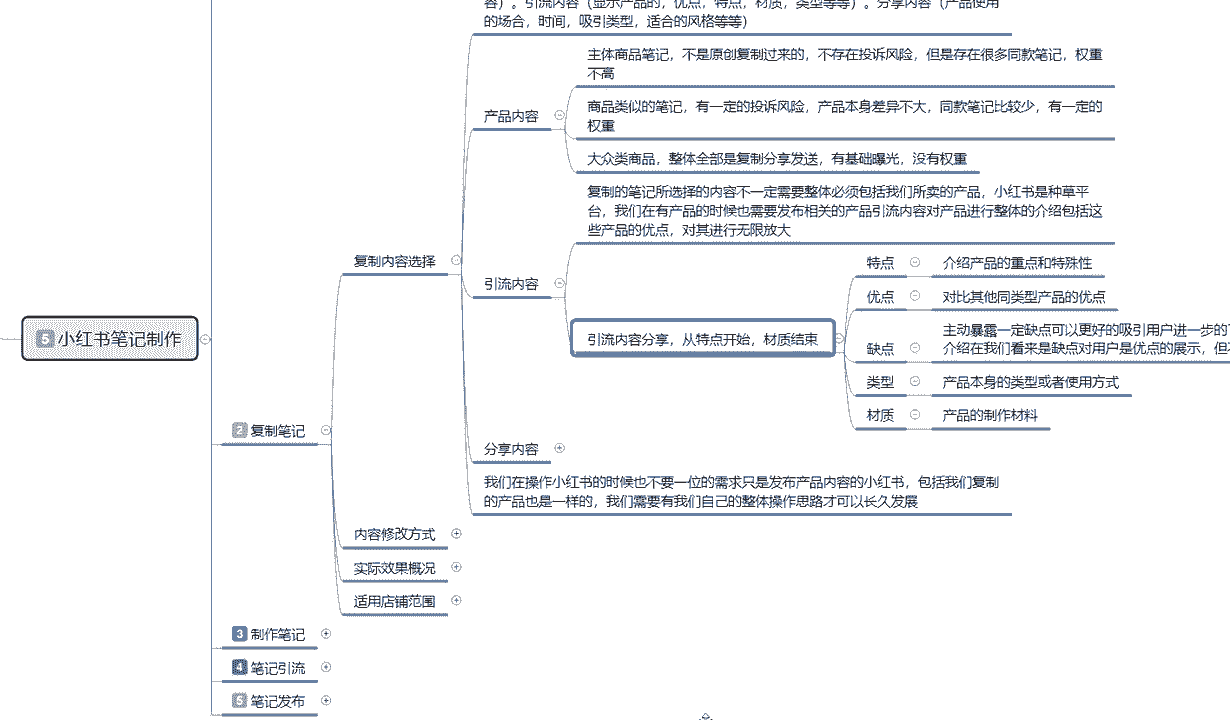 容）。引流内容（显示产品的，优点，特点，材质，类型等等）。分享内容（产品使用
的场合，时间，吸引类型，适合的风格等等）
主体商品笔记，不是原创复制过来的，不存在投诉风险，但是存在很多同款笔记，权重
不高
产品内容
商品类似的笔记，有一定的投诉风险，产品本身差异不大，同款笔记比较少，有一定的
权重
大众类商品，整体全部是复制分享发送，有基础曝光，没有权重
复制的笔记所选择的内容不一定需要整体必须包括我们所卖的产品，小红书是种草平
台，我们在有产品的时候也需要发布相关的产品引流内容对产品进行整体的介绍包括这
些产品的优点，对其进行无限放大
复制内容选择
引流内容
特点
介绍产品的重点和特殊性
优点
对比其他同类型产品的优点
5 小红书笔记制作
引流内容分享，从特点开始，材质结束
缺点
主动暴露一定缺点可以更好的吸引用户进一步的
介绍在我们看来是缺点对用户是优点的展示，但
类型
产品本身的类型或者使用方式
材质
产品的制作材料
2 复制笔记
分享内容
我们在操作小红书的时候也不要一位的需求只是发布产品内容的小红书，包括我们复制
的产品也是一样的，我们需要有我们自己的整体操作思路才可以长久发展
内容修改方式
实际效果概况
适用店铺范围
3 制作笔记
4 笔记引流
5 笔记发布